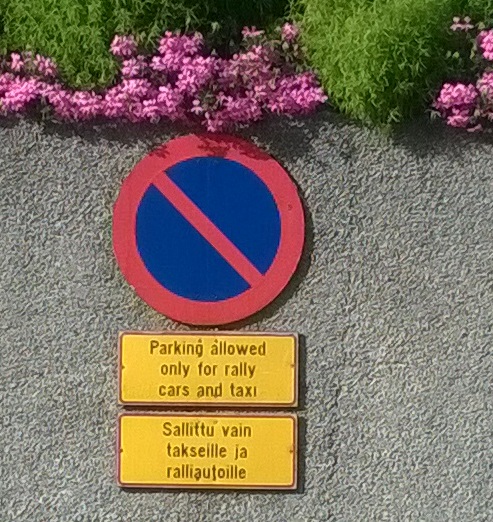 Parking allowed
only for rally
cars and taxi
Sallittu vain
takseille ja
ralliautoille